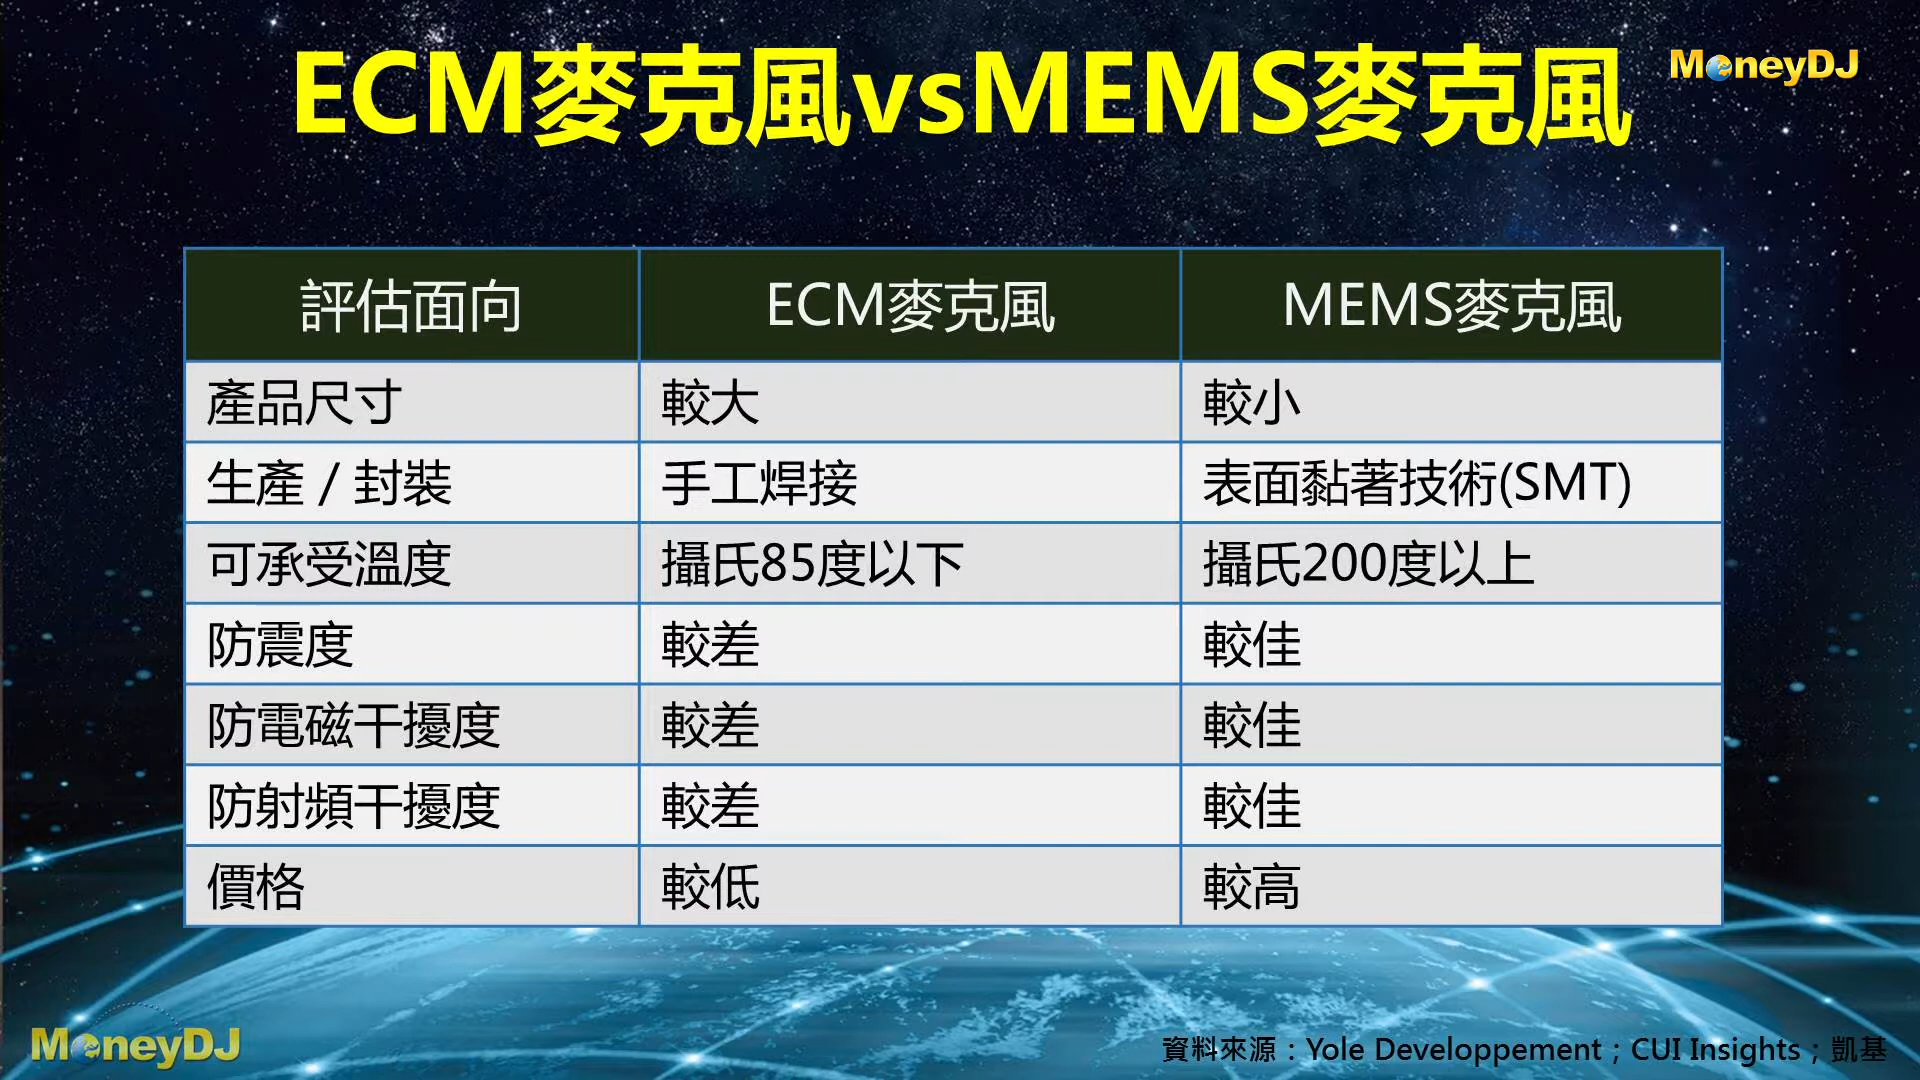 ECM麥克風vsMEMS麥克風
MoneyDJ
評估面向 ECM麥克風 MEMS麥克風
產品尺寸 較大 較小
生產 / 封裝 手工焊接 表面黏著技術(SMT)
可承受溫度 攝氏85度以下 攝氏200度以上
防震度 較差 較佳
防電磁干擾度 較差 較佳
防射頻干擾度 較差 較佳
價格 較低 較高
MoneyDJ
資料來源：Yole Developpement；CUI Insights；凱基